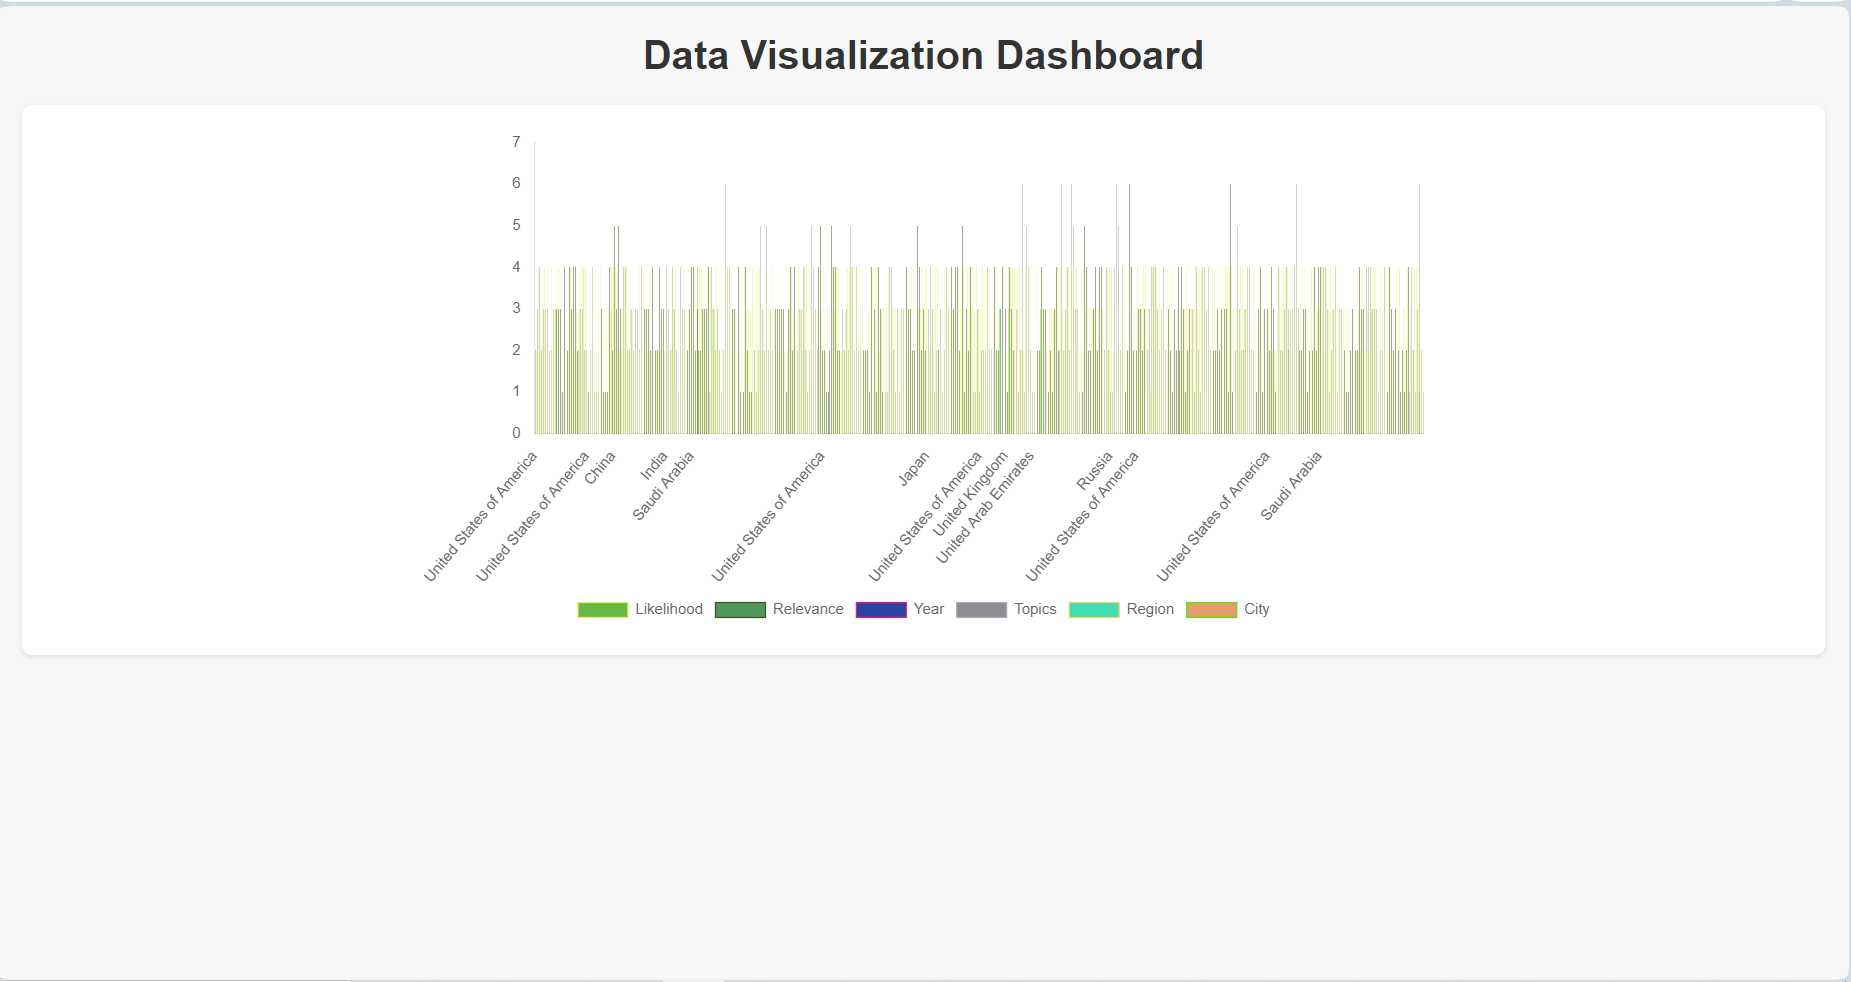 Data Visualization Dashboard
7
6
5
4
3
2
1
0
United States of America
United States of America
China
India
Saudi Arabia
United States of America
Japan
United States of America
United Kingdom
United Arab Emirates
Russia
United States of America
United States of America
Saudi Arabia
Likelihood Relevance Year Topics Region City